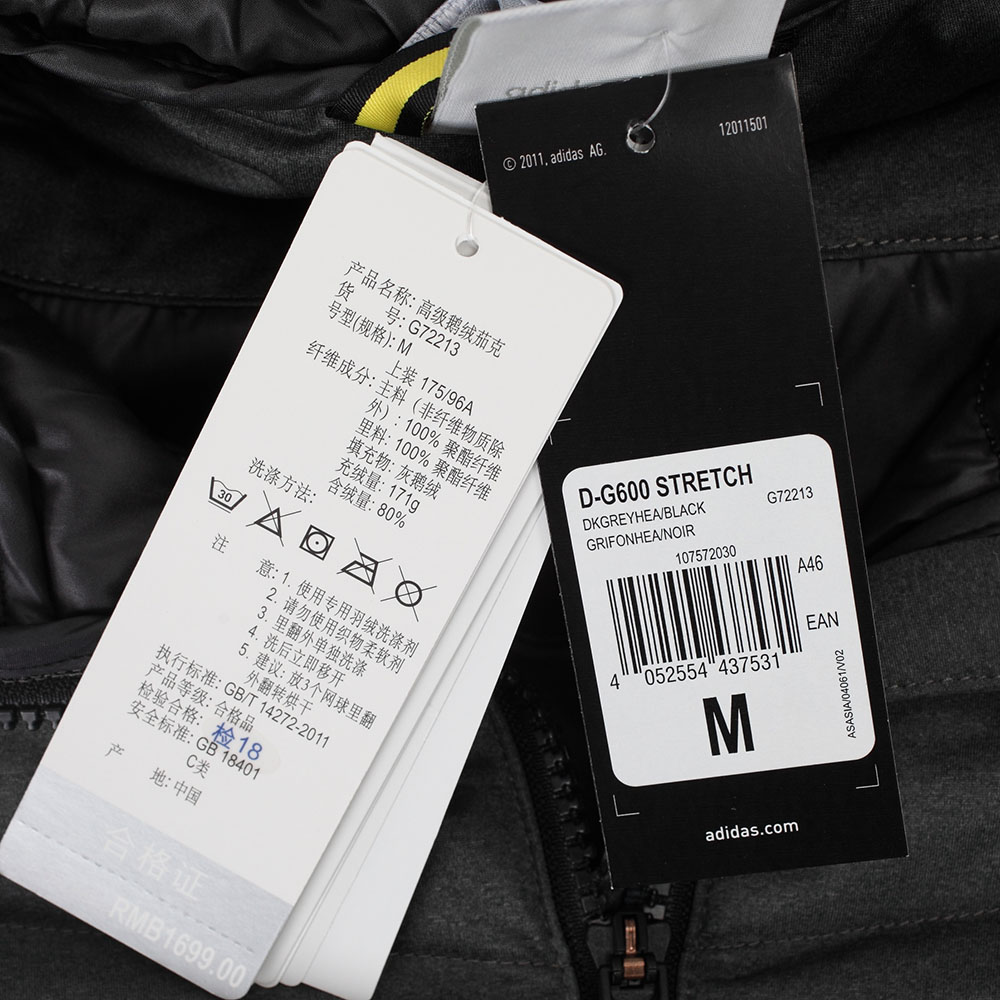 adidas
© 2011, adidas AG.
12011501
产品名称: 高级鹅绒茄克
货 号: G72213
号型(规格): M
上装 175/96A
纤维成分: 主料（非纤维物质除
外）: 100% 聚酯纤维
里料: 100% 聚酯纤维
填充物: 灰鹅绒
充绒量: 171g
含绒量: 80%
洗涤方法:
30
注 意: 1. 使用专用羽绒洗涤剂
2. 请勿使用织物柔软剂
3. 里翻外单独洗涤
4. 洗后立即移开
5. 建议: 放3个网球里翻
外翻转烘干
执行标准: GB/T 14272-2011
产品等级: 合格品
检验合格: 检18
安全标准: GB 18401
C类
产 地: 中国
合格证
RMB1699.00
D-G600 STRETCH
DKGREYHEA/BLACK
G72213
GRIFONHEA/NOIR
107572030
A46
EAN
4 052554 437531
M
ASASIA/04061/V02
adidas.com